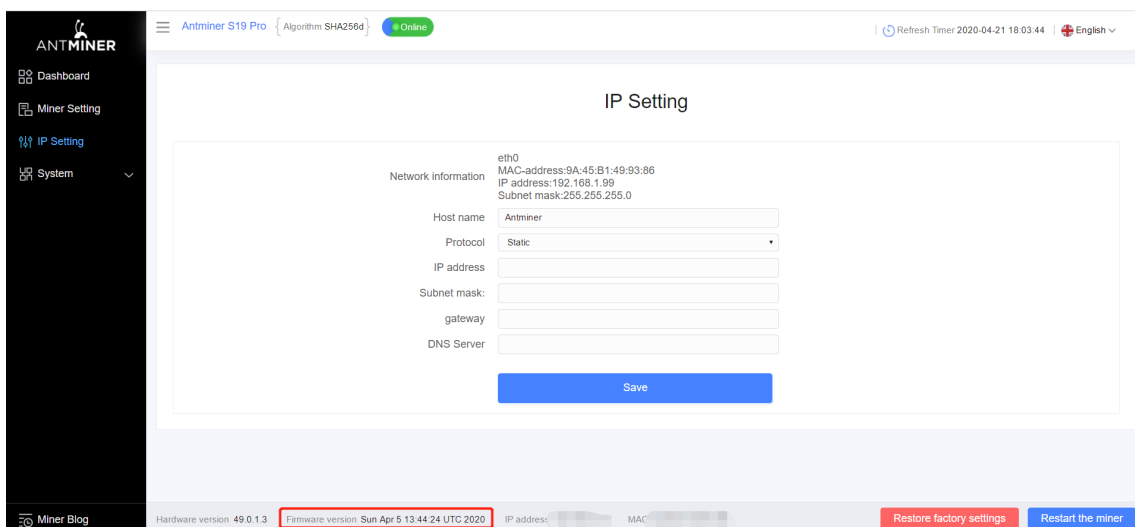 ANTMINER
Antminer S19 Pro { Algorithm SHA256d } Online
Refresh Timer 2020-04-21 18:03:44 English
Dashboard
Miner Setting
IP Setting
System
IP Setting
Network information
eth0
MAC-address:9A:45:B1:49:93:86
IP address:192.168.1.99
Subnet mask:255.255.255.0
Host name Antminer
Protocol Static
IP address
Subnet mask:
gateway
DNS Server
Save
Miner Blog
Hardware version 49.0.1.3 Firmware version Sun Apr 5 13:44:24 UTC 2020 IP address MAC
Restore factory settings Restart the miner